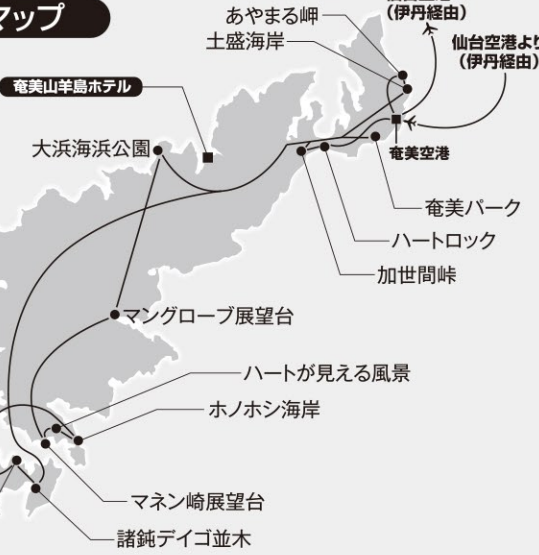 マップ
あやまる岬
(伊丹経由)
土盛海岸
仙台空港より
(伊丹経由)
奄美山羊島ホテル
大浜海浜公園
奄美空港
奄美パーク
ハートロック
加世間峠
マングローブ展望台
ハートが見える風景
ホノホシ海岸
マネン崎展望台
諸鈍デイゴ並木